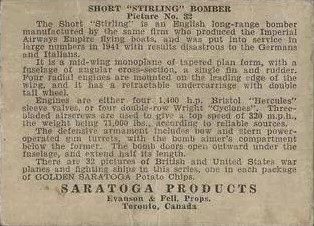 SHORT "STIRLING" BOMBER
Picture No. 32
The Short "Stirling" is an English long-range bomber
manufactured by the same firm who produced the Imperial
Airways Empire flying boats, and was put into service in
large numbers in 1941 with results disastrous to the Germans
and Italians.
It is a mid-wing monoplane of tapered plan form, with a
fuselage of angular cross-section, a single fin and rudder.
Four radial engines are mounted on the leading edge of the
wing, and it has a retractable undercarriage with double
tail wheel.
Engines are either four 1,400 h.p. Bristol "Hercules"
sleeve valve, or four double-row Wright "Cyclones". Three-
bladed airscrews are used to give a top speed of 320 m.p.h.,
the weight being 71,000 lbs., according to reliable sources.
The defensive armament includes bow and stern power-
operated gun turrets, with the bomb aimer's compartment
below the former. The bomb doors open outward under the
fuselage, and extend half its length.
There are 32 pictures of British and United States war
planes and fighting ships in this series, one in each package
of GOLDEN SARATOGA Potato Chips.
SARATOGA PRODUCTS
Evanson & Fell, Props.
Toronto, Canada